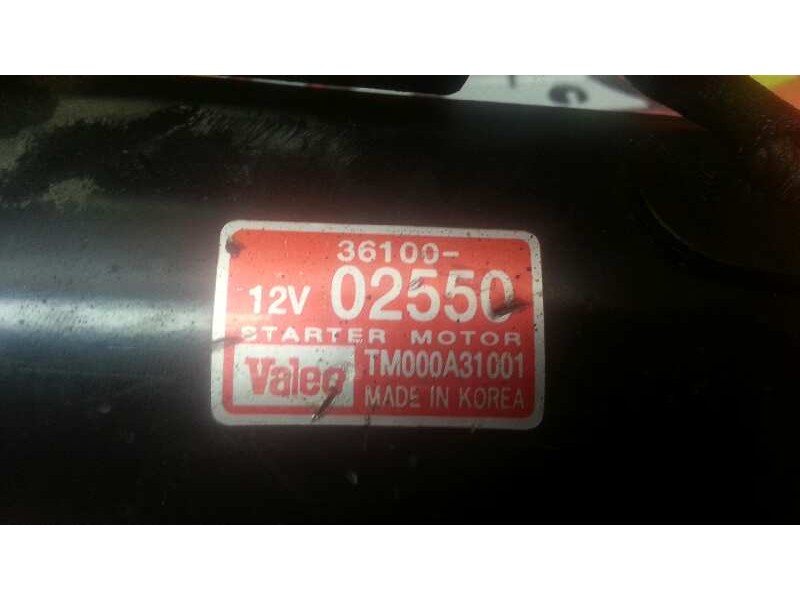 36100-
12V 02550
STARTER MOTOR
Valeo TM000A31001
MADE IN KOREA